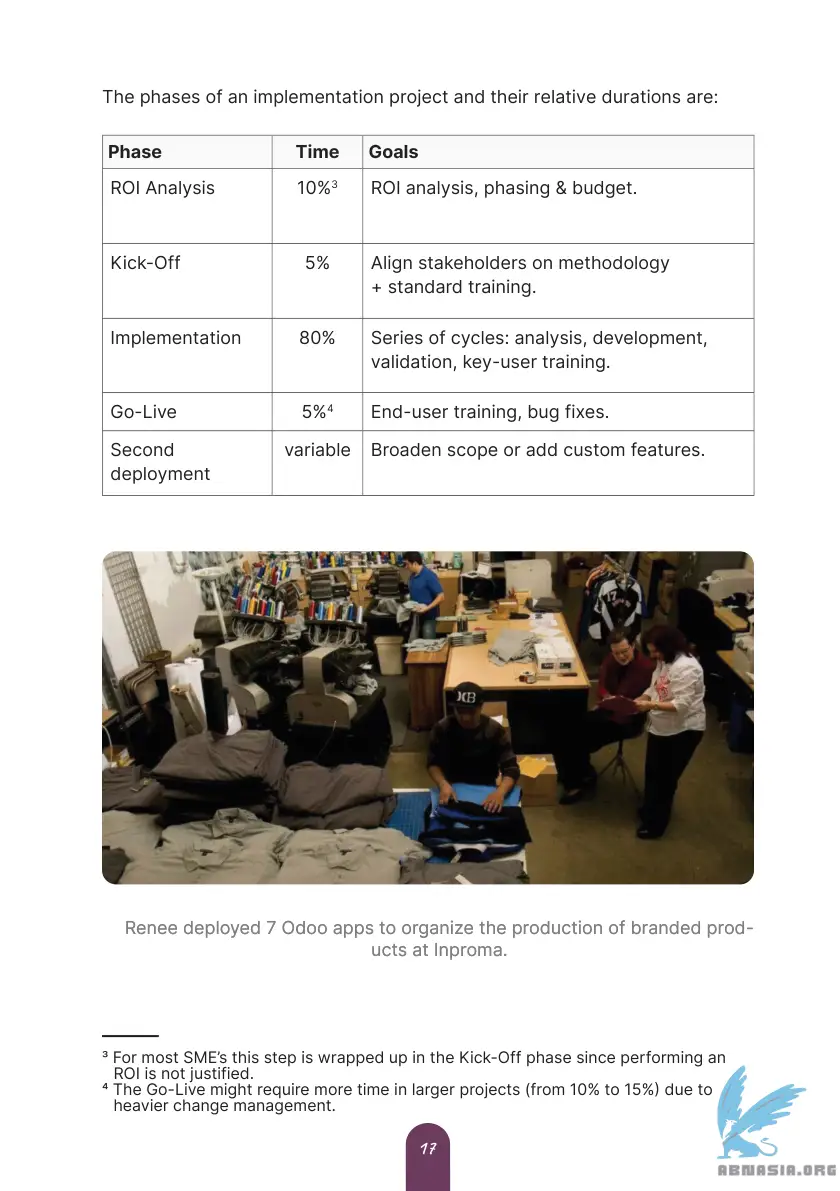 The phases of an implementation project and their relative durations are:
Phase Time Goals
ROI Analysis 10%³ ROI analysis, phasing & budget.
Kick-Off 5% Align stakeholders on methodology
+ standard training.
Implementation 80% Series of cycles: analysis, development,
validation, key-user training.
Go-Live 5%⁴ End-user training, bug fixes.
Second variable Broaden scope or add custom features.
deployment
XB
17
Renee deployed 7 Odoo apps to organize the production of branded prod-
ucts at Inproma.
³ For most SME’s this step is wrapped up in the Kick-Off phase since performing an
ROI is not justified.
⁴ The Go-Live might require more time in larger projects (from 10% to 15%) due to
heavier change management.
17
ABMASIA.ORG